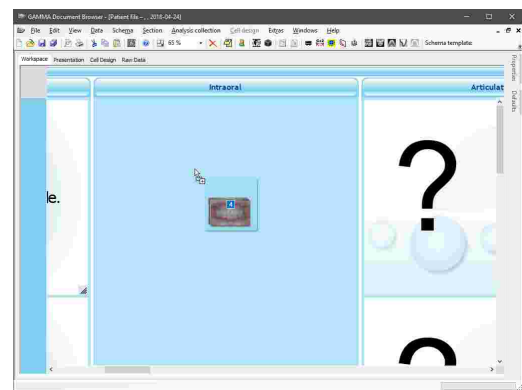 GAMMA Document Browser - [Patient file - , , 2016-04-24]
File Edit View Data Schema Section Analysis collection Cell design Extras Windows Help
65 % Schema template
Workspace Presentation Cell Design Raw Data
Properties
Defaults
Intraoral
Articulat
le.
?
4
?